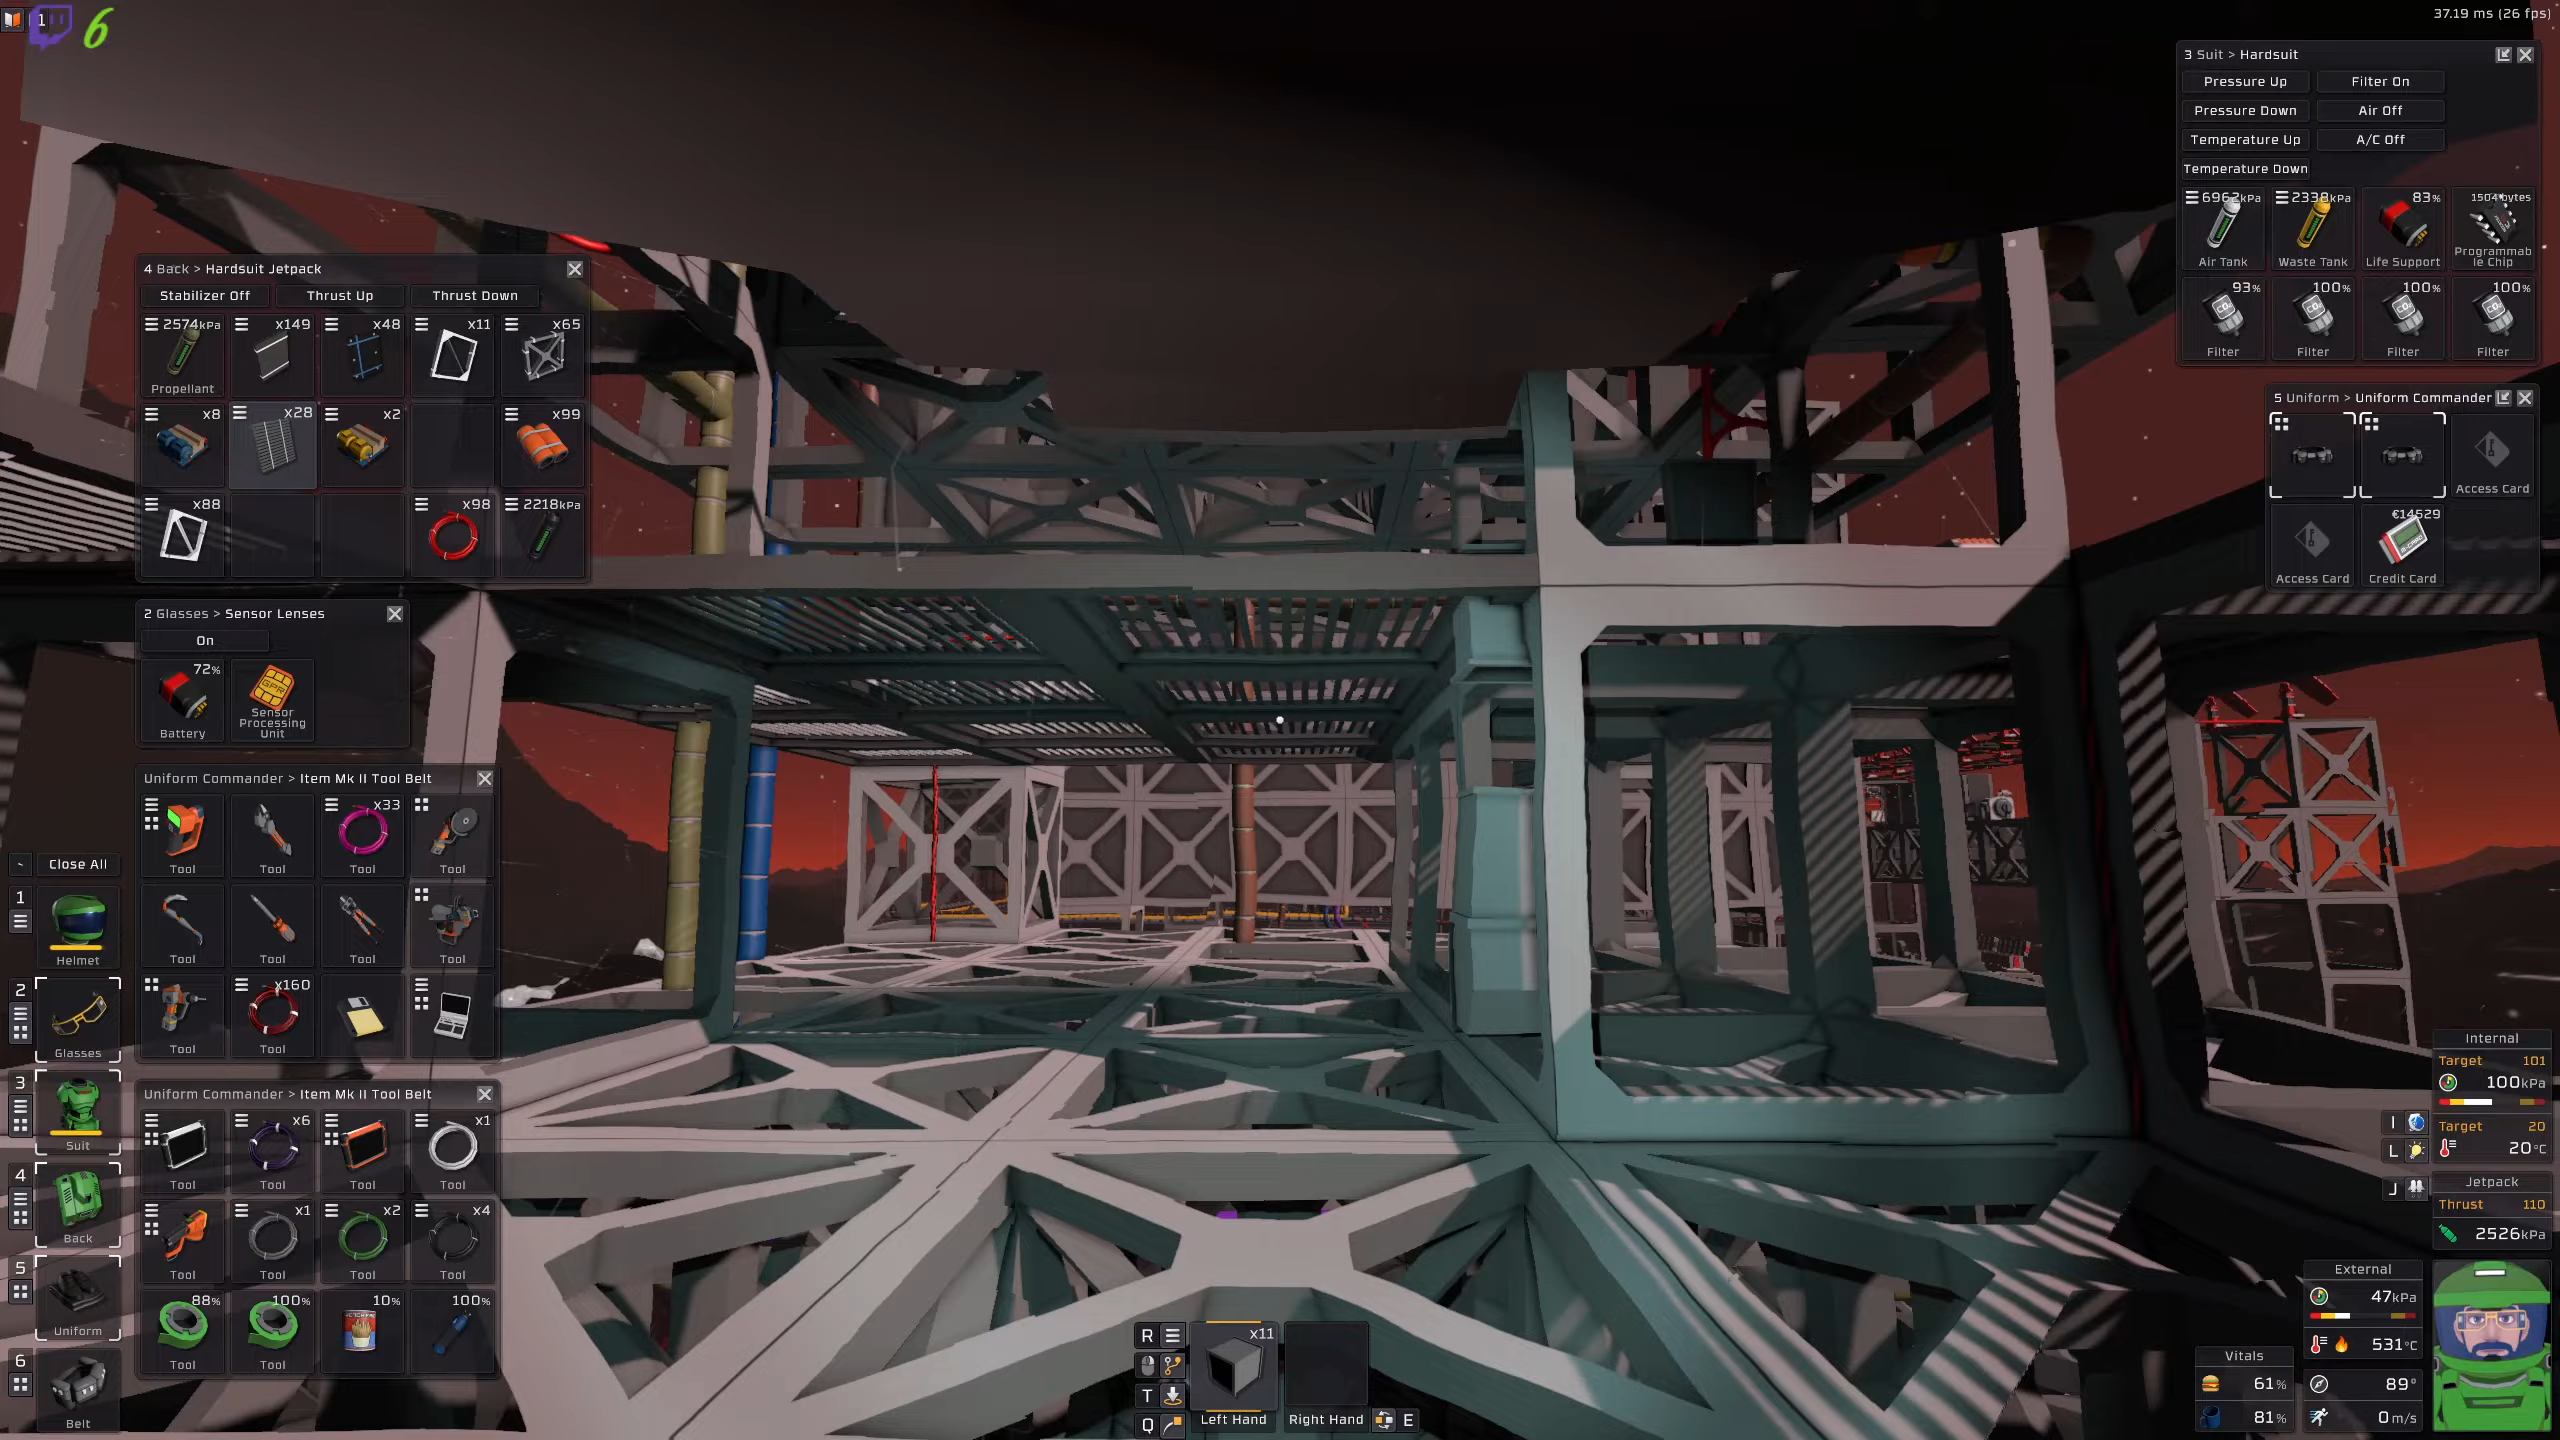 1
6
37.19 ms (26 fps)
4 Back > Hardsuit Jetpack
Stabilizer Off Thrust Up Thrust Down
2574kPa x149 x48 x11 x65
Propellant
x8 x28 x2 x99
x88 x98 2218kPa
2 Glasses > Sensor Lenses
On
72%
GPR
Battery Sensor Processing Unit
Uniform Commander > Item Mk II Tool Belt
x33
Tool Tool Tool Tool
Tool Tool Tool Tool
x160
Tool Tool
Uniform Commander > Item Mk II Tool Belt
x6 x1
Tool Tool Tool Tool
x1 x2 x4
Tool Tool Tool Tool
88% 100% 10% 100%
Tool Tool
~ Close All
1
Helmet
2
Glasses
3
Suit
4
Back
5
Uniform
6
Belt
R x11
T
Q Left Hand Right Hand E
3 Suit > Hardsuit
Pressure Up Filter On
Pressure Down Air Off
Temperature Up A/C Off
Temperature Down
6962kPa 2338kPa 83% 1504 bytes
Air Tank Waste Tank Life Support Programmable Chip
93% 100% 100% 100%
Filter Filter Filter Filter
5 Uniform > Uniform Commander
Access Card
€14529
Access Card Credit Card
Internal
Target 101
100kPa
I
Target 20
L 20°C
J Jetpack
Thrust 110
2526kPa
External
47kPa
531°C
89°
0m/s
Vitals
61%
81%